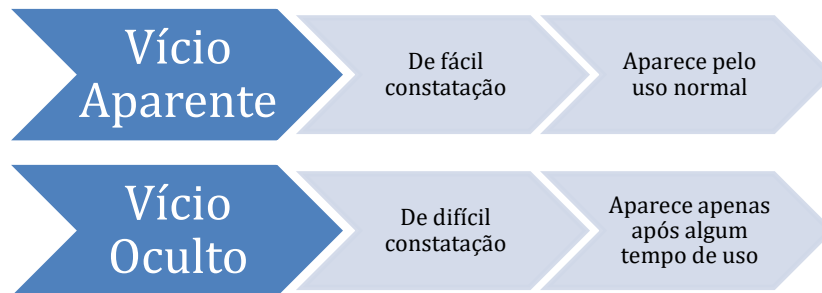 Vício
Aparente
De fácil
constatação
Aparece pelo
uso normal
Vício
Oculto
De difícil
constatação
Aparece apenas
após algum
tempo de uso